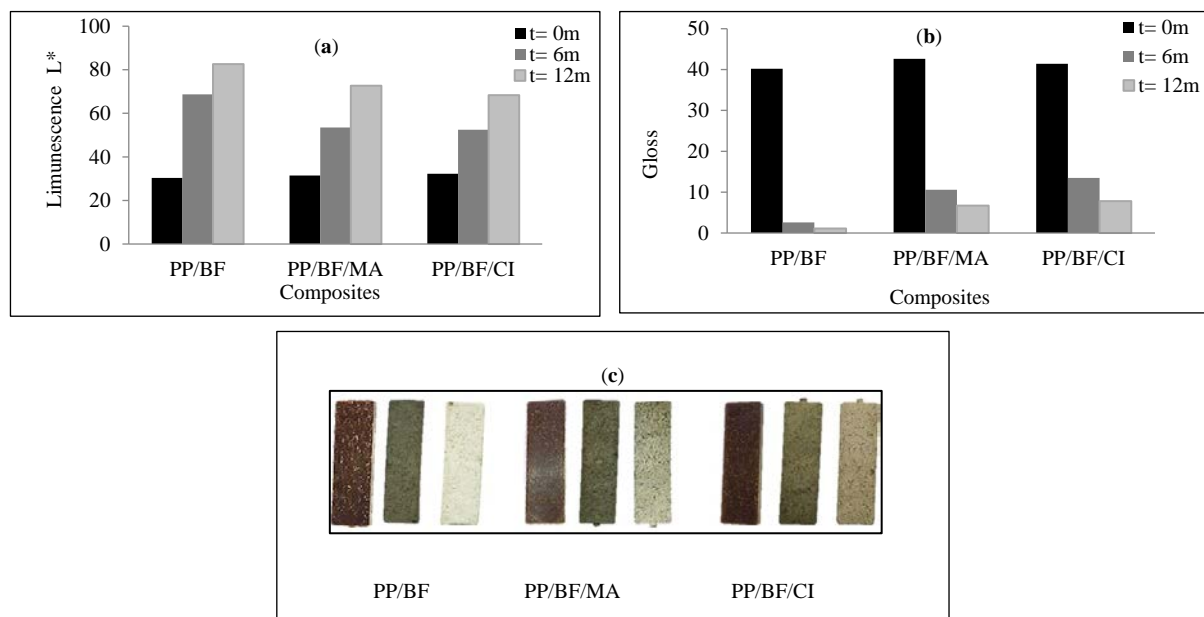 (a)
Limunescence L*
100
80
60
40
20
0
t= 0m
t= 6m
t= 12m
PP/BF PP/BF/MA PP/BF/CI
Composites
(b)
Gloss
50
40
30
20
10
0
t= 0m
t= 6m
t= 12m
PP/BF PP/BF/MA PP/BF/CI
Composites
(c)
PP/BF PP/BF/MA PP/BF/CI